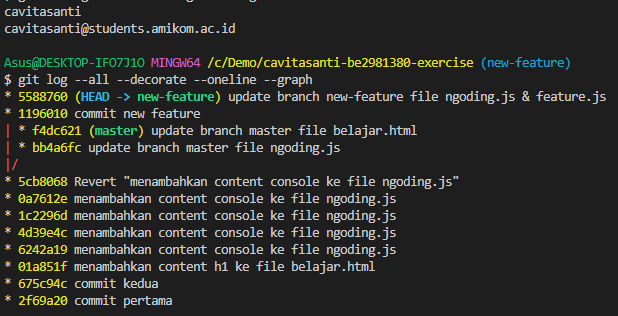 cavitasanti
cavitasanti@students.amikom.ac.id
Asus@DESKTOP-IFO7J1O MINGW64 /c/Demo/cavitasanti-be2981380-exercise (new-feature)
$ git log --all --decorate --oneline --graph
* 5588760 (HEAD -> new-feature) update branch new-feature file ngoding.js & feature.js
* 1196010 commit new feature
| * f4dc621 (master) update branch master file belajar.html
| * bb4a6fc update branch master file ngoding.js
|/
* 5cb8068 Revert "menambahkan content console ke file ngoding.js"
* 0a7612e menambahkan content console ke file ngoding.js
* 1c2296d menambahkan content console ke file ngoding.js
* 4d39e4c menambahkan content console ke file ngoding.js
* 6242a19 menambahkan content console ke file ngoding.js
* 01a851f menambahkan content h1 ke file belajar.html
* 675c94c commit kedua
* 2f69a20 commit pertama